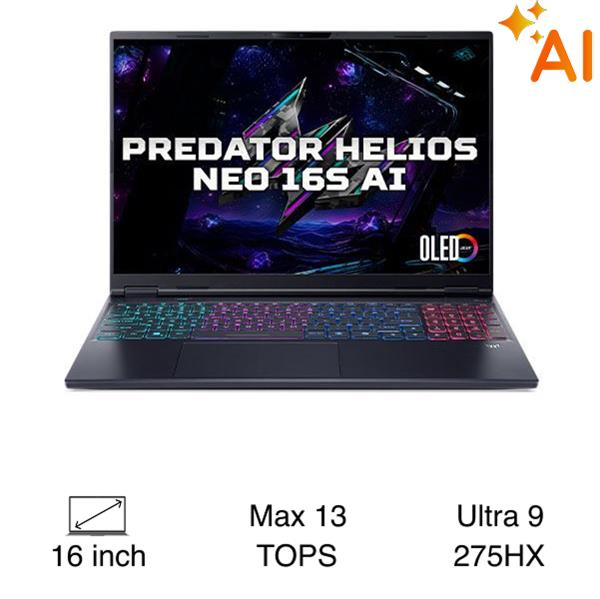 AI
PREDATOR HELIOS
NEO 16S AI
OLED
16 inch
Max 13
TOPS
Ultra 9
275HX